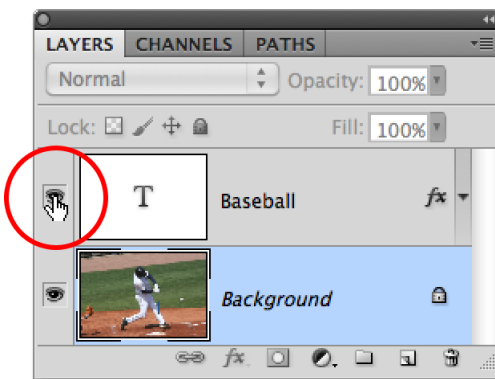 LAYERS CHANNELS PATHS
Normal Opacity: 100%
Lock: Fill: 100%
T Baseball fx
Background
fx.